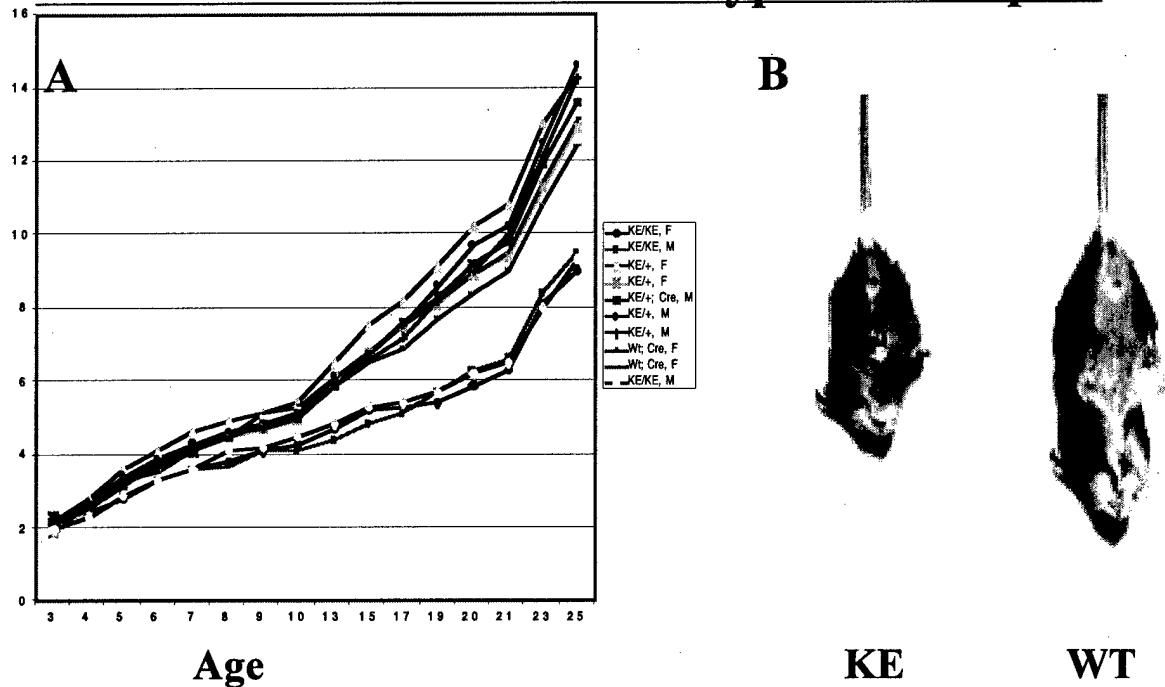 A
B
16
14
12
10
8
6
4
2
0
3 4 5 6 7 8 9 10 13 15 17 19 20 21 23 25
Age
KE/KE, F
KE/KE, M
KE/+, F
KE/+, F
KE/+; Cre, M
KE/+, M
KE/+, M
Wt; Cre, F
Wt; Cre, F
KE/KE, M
KE
WT